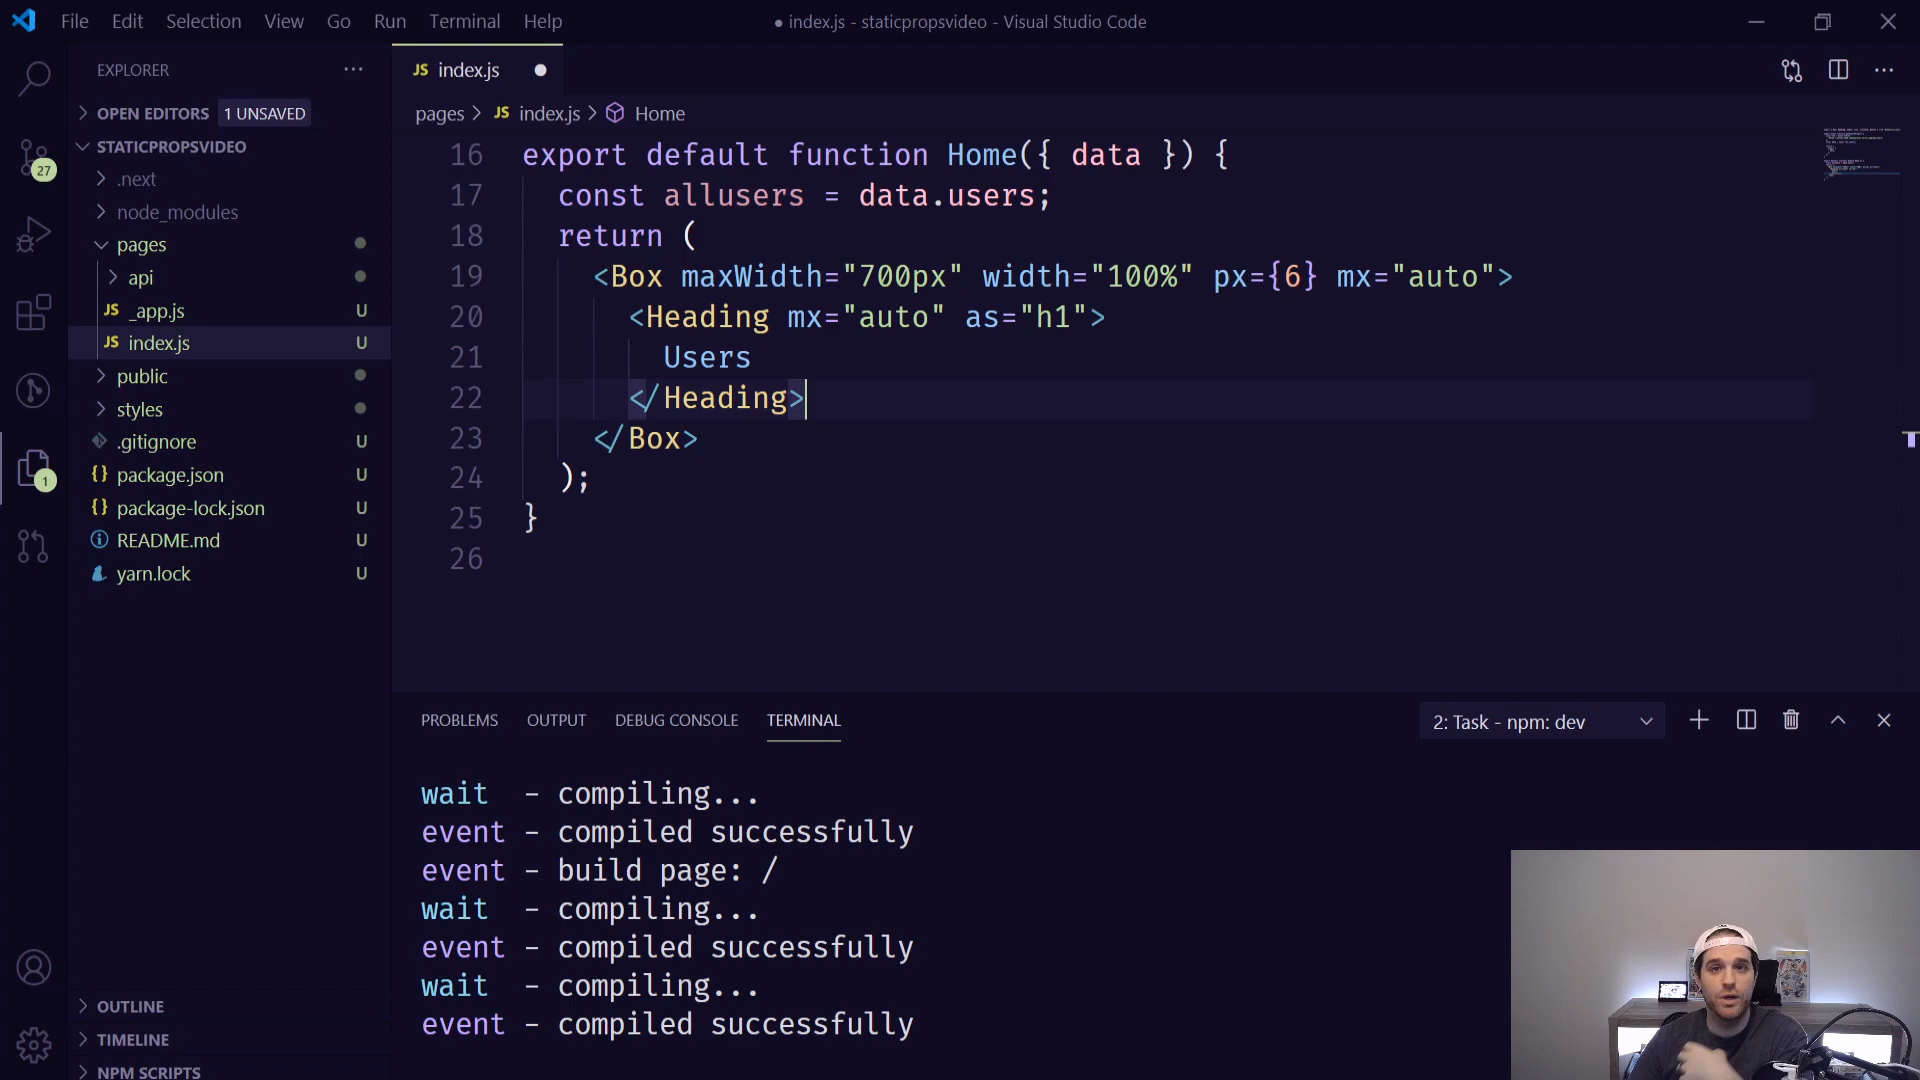 File Edit Selection View Go Run Terminal Help
● index.js - staticpropsvideo - Visual Studio Code
EXPLORER
OPEN EDITORS 1 UNSAVED
STATICPROPSVIDEO
.next
node_modules
pages
api
JS _app.js U
JS index.js U
public
styles
.gitignore U
{} package.json U
{} package-lock.json U
README.md U
yarn.lock U
OUTLINE
TIMELINE
NPM SCRIPTS
27
1
JS index.js
pages > JS index.js > Home
16 export default function Home({ data }) {
17 const allusers = data.users;
18 return (
19 <Box maxWidth="700px" width="100%" px={6} mx="auto">
20 <Heading mx="auto" as="h1">
21 Users
22 </Heading>
23 </Box>
24 );
25 }
26
PROBLEMS OUTPUT DEBUG CONSOLE TERMINAL
2: Task - npm: dev
wait - compiling...
event - compiled successfully
event - build page: /
wait - compiling...
event - compiled successfully
wait - compiling...
event - compiled successfully